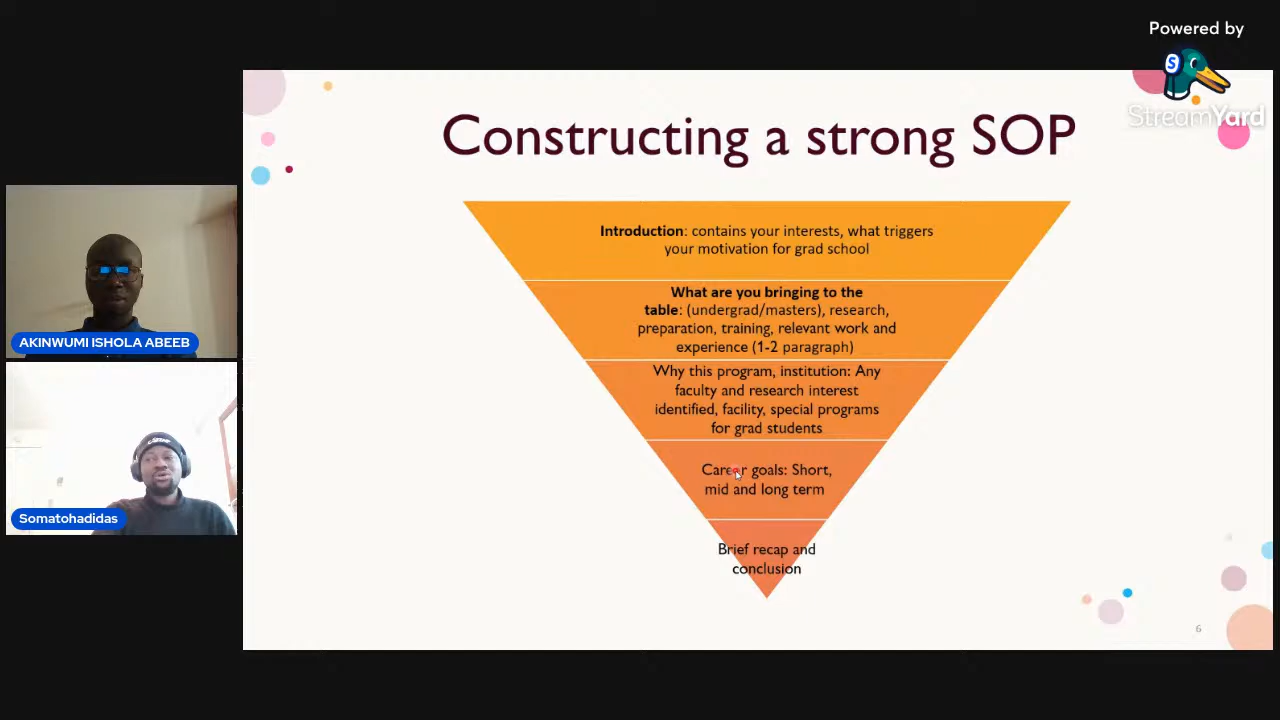 Powered by
StreamYard
Constructing a strong SOP
Introduction: contains your interests, what triggers
your motivation for grad school
What are you bringing to the
table: (undergrad/masters), research,
preparation, training, relevant work and
experience (1-2 paragraph)
Why this program, institution: Any
faculty and research interest
identified, facility, special programs
for grad students
Career goals: Short,
mid and long term
Brief recap and
conclusion
6
AKINWUMI ISHOLA ABEEB
Somatohadidas